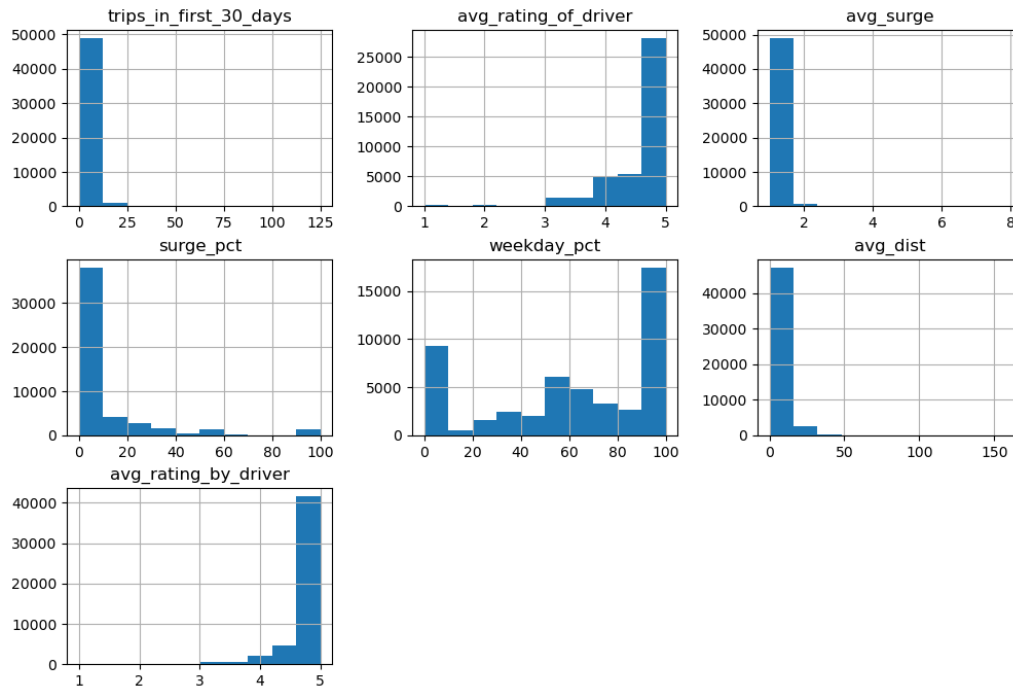 trips_in_first_30_days
50000
40000
30000
20000
10000
0
0 25 50 75 100 125
avg_rating_of_driver
25000
20000
15000
10000
5000
0
1 2 3 4 5
avg_surge
50000
40000
30000
20000
10000
0
2 4 6 8
surge_pct
30000
20000
10000
0
0 20 40 60 80 100
weekday_pct
15000
10000
5000
0
0 20 40 60 80 100
avg_dist
40000
30000
20000
10000
0
0 50 100 150
avg_rating_by_driver
40000
30000
20000
10000
0
1 2 3 4 5